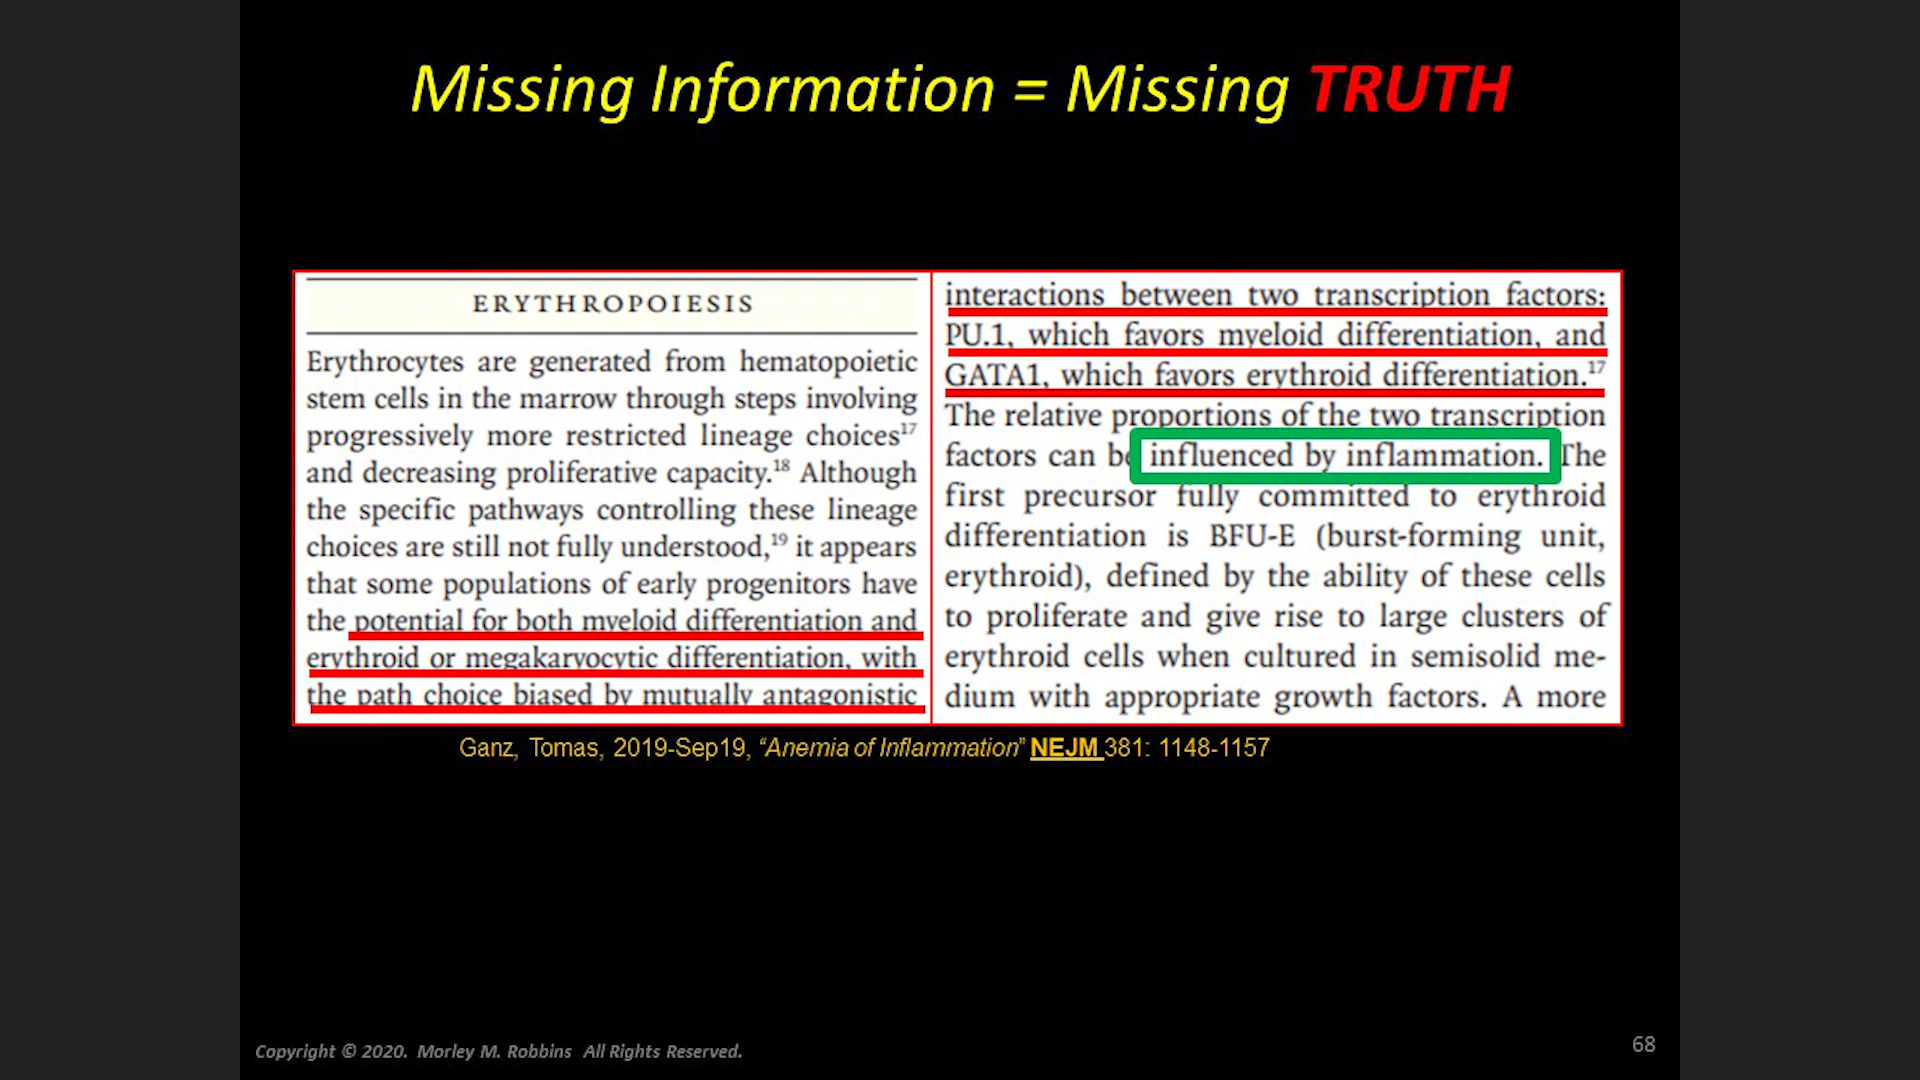 Missing Information = Missing TRUTH
ERYTHROPOIESIS
Erythrocytes are generated from hematopoietic
stem cells in the marrow through steps involving
progressively more restricted lineage choices17
and decreasing proliferative capacity.18 Although
the specific pathways controlling these lineage
choices are still not fully understood,19 it appears
that some populations of early progenitors have
the potential for both myeloid differentiation and
erythroid or megakaryocytic differentiation, with
the path choice biased by mutually antagonistic
interactions between two transcription factors:
PU.1, which favors myeloid differentiation, and
GATA1, which favors erythroid differentiation.17
The relative proportions of the two transcription
factors can be influenced by inflammation. The
first precursor fully committed to erythroid
differentiation is BFU-E (burst-forming unit,
erythroid), defined by the ability of these cells
to proliferate and give rise to large clusters of
erythroid cells when cultured in semisolid me-
dium with appropriate growth factors. A more
Ganz, Tomas, 2019-Sep19, “Anemia of Inflammation” NEJM 381: 1148-1157
Copyright © 2020. Morley M. Robbins All Rights Reserved.
68